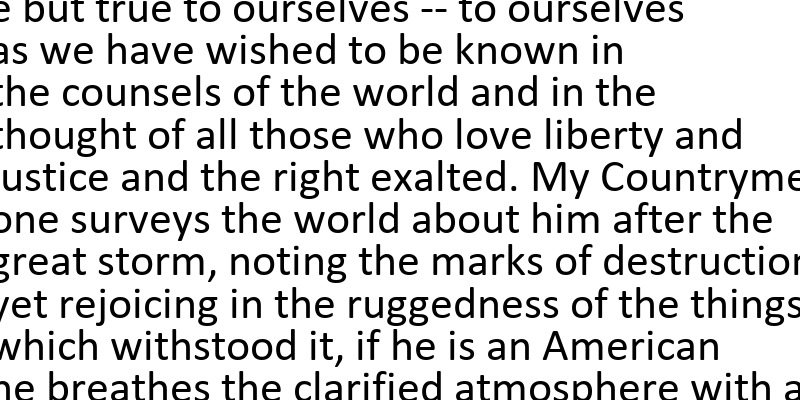 e but true to ourselves -- to ourselves
as we have wished to be known in
the counsels of the world and in the
thought of all those who love liberty and
justice and the right exalted. My Countryme
one surveys the world about him after the
great storm, noting the marks of destruction
yet rejoicing in the ruggedness of the things
which withstood it, if he is an American
he breathes the clarified atmosphere with a